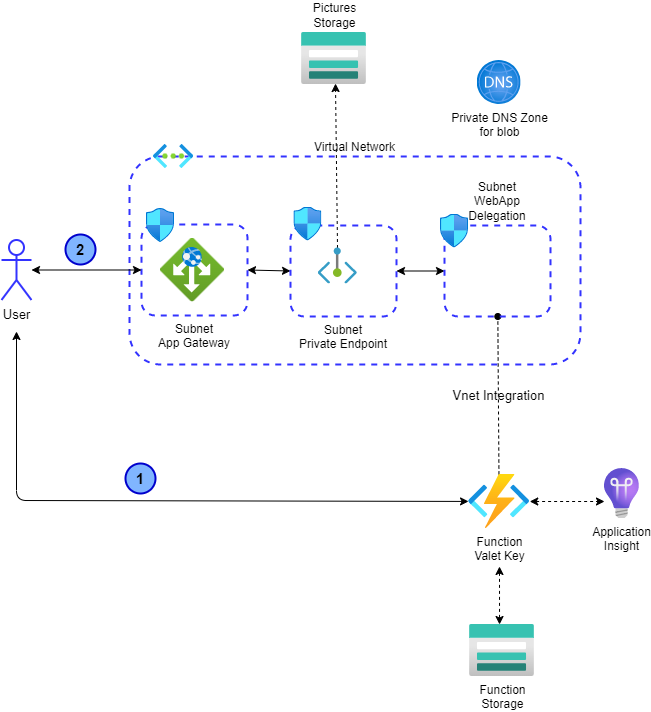 Pictures
Storage
DNS
Private DNS Zone
for blob
Virtual Network
Subnet
WebApp
Delegation
2
User
Subnet
App Gateway
Subnet
Private Endpoint
Vnet Integration
1
Function
Valet Key
Application
Insight
Function
Storage